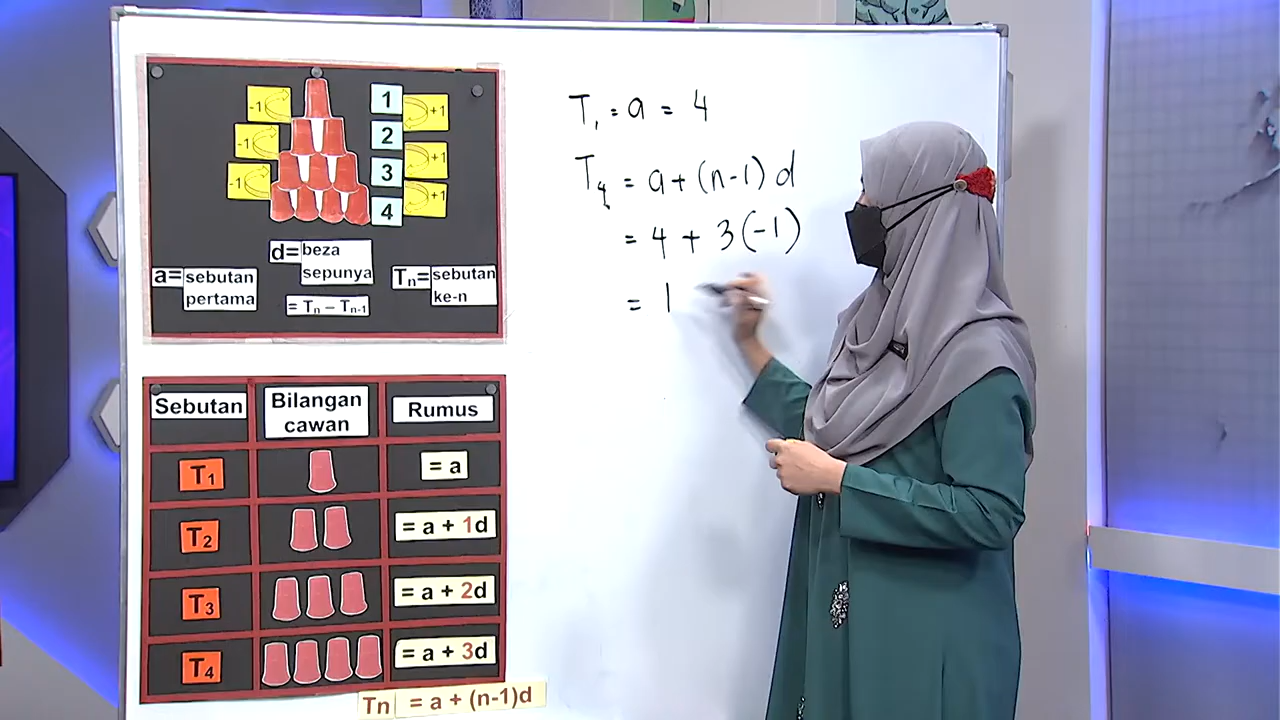 -1
-1
-1
1
2
3
4
+1
+1
+1
a= sebutan pertama
d= beza sepunya
= Tn – Tn-1
Tn= sebutan ke-n
Sebutan Bilangan cawan Rumus
T1 = a
T2 = a + 1d
T3 = a + 2d
T4 = a + 3d
Tn = a + (n-1)d
T1 = a = 4
T4 = a + (n-1) d
= 4 + 3(-1)
= 1